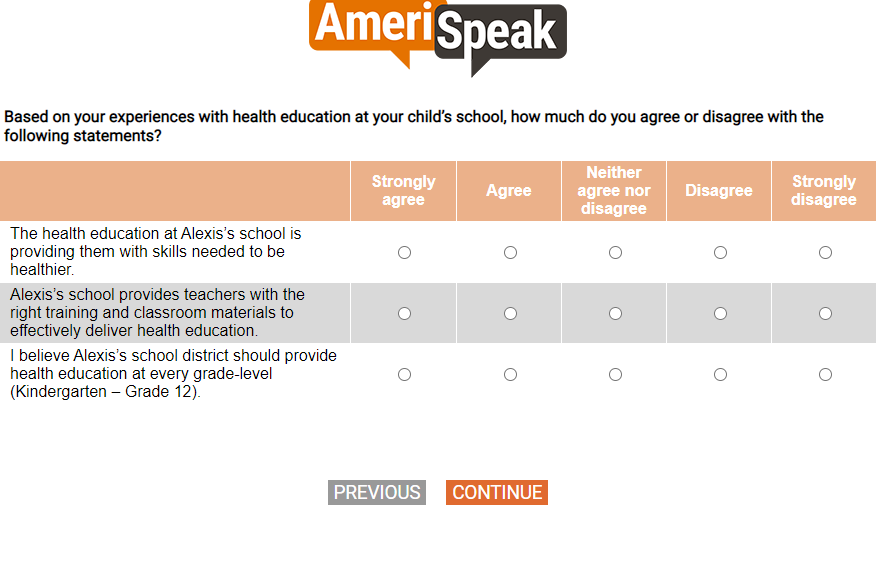 Ameri Speak
Based on your experiences with health education at your child's school, how much do you agree or disagree with the
following statements?
Strongly
agree
Agree
Neither
agree nor
disagree
Disagree
Strongly
disagree
The health education at Alexis's school is
providing them with skills needed to be
healthier.
Alexis's school provides teachers with the
right training and classroom materials to
effectively deliver health education.
I believe Alexis's school district should provide
health education at every grade-level
(Kindergarten – Grade 12).
PREVIOUS
CONTINUE